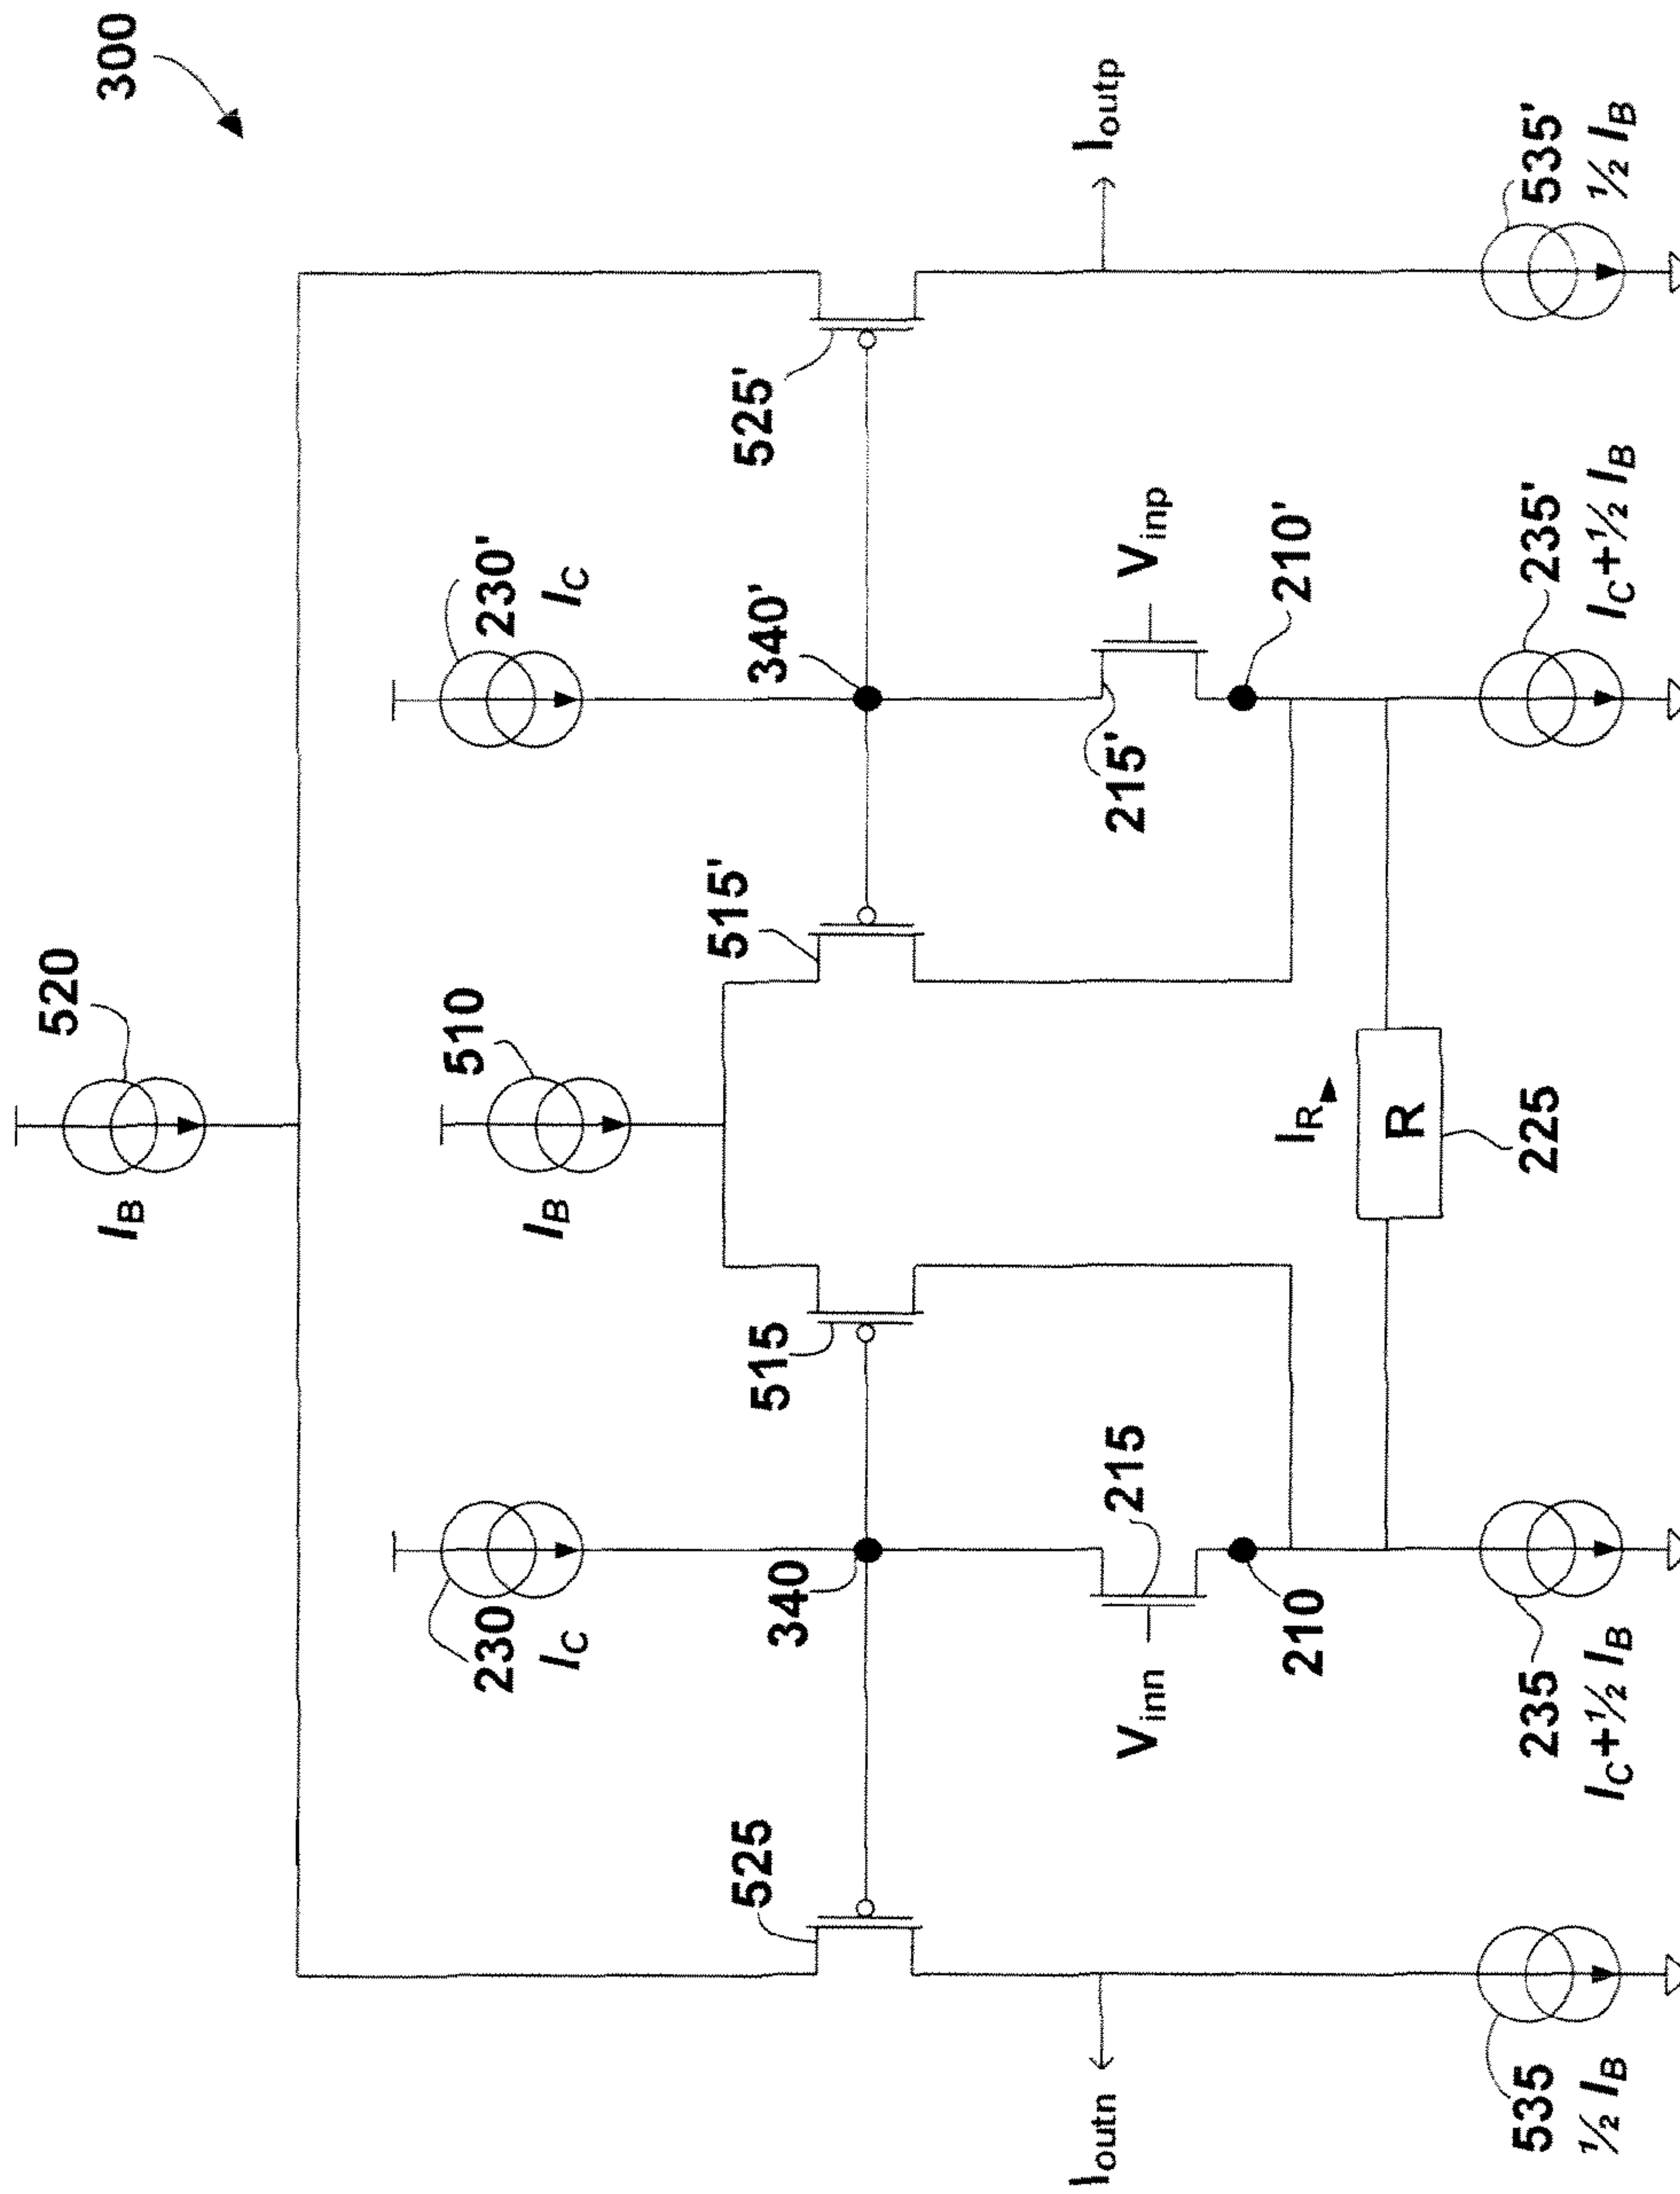 300
520
I_B
510
I_B
230
I_C
230'
I_C
525
340
515
515'
340'
525'
V_inn
215
215'
V_inp
I_outn
I_outp
210
I_R
210'
R
225
535
½ I_B
235
I_C+½ I_B
235'
I_C+½ I_B
535'
½ I_B